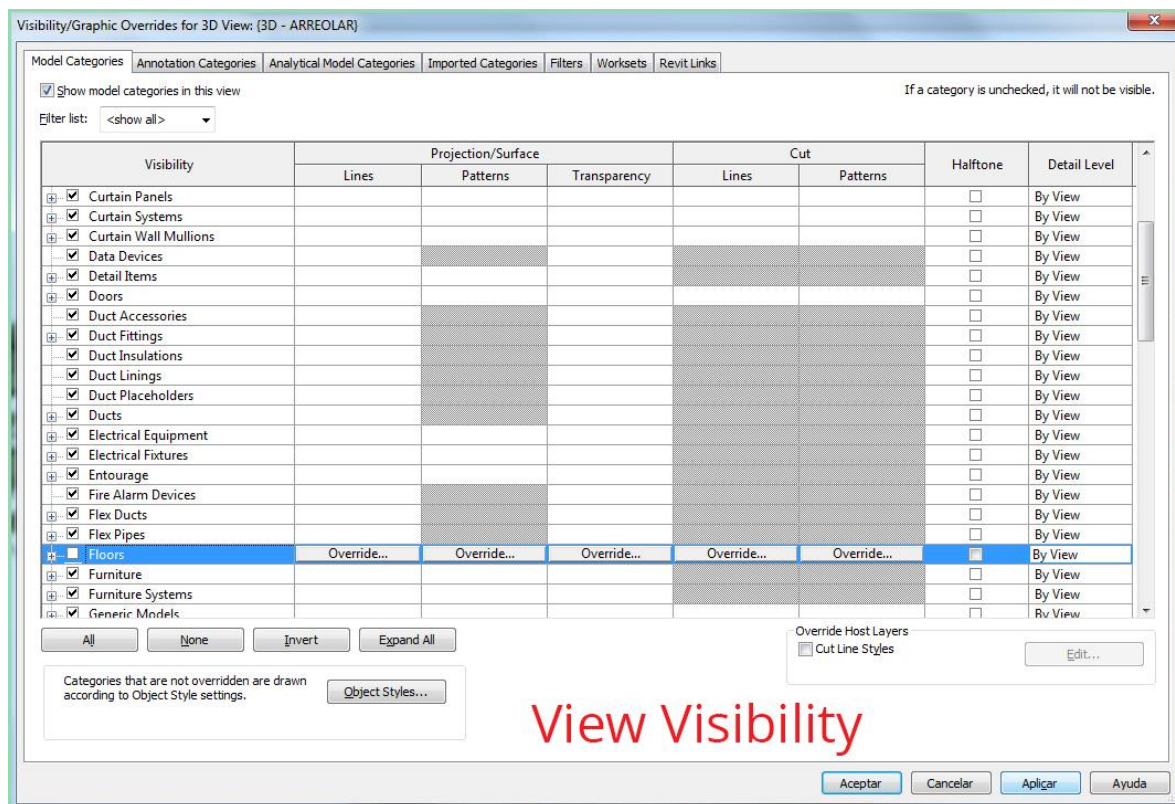 Visibility/Graphic Overrides for 3D View: {3D - ARREOLAR}
Model Categories Annotation Categories Analytical Model Categories Imported Categories Filters Worksets Revit Links
Show model categories in this view If a category is unchecked, it will not be visible.
Filter list: <show all>
Visibility Projection/Surface Cut Halftone Detail Level
Lines Patterns Transparency Lines Patterns
Curtain Panels By View
Curtain Systems By View
Curtain Wall Mullions By View
Data Devices By View
Detail Items By View
Doors By View
Duct Accessories By View
Duct Fittings By View
Duct Insulations By View
Duct Linings By View
Duct Placeholders By View
Ducts By View
Electrical Equipment By View
Electrical Fixtures By View
Entourage By View
Fire Alarm Devices By View
Flex Ducts By View
Flex Pipes By View
Floors Override... Override... Override... Override... Override... By View
Furniture By View
Furniture Systems By View
Generic Models By View
All None Invert Expand All
Override Host Layers
Cut Line Styles Edit...
Categories that are not overridden are drawn
according to Object Style settings.
Object Styles...
View Visibility
Aceptar Cancelar Aplicar Ayuda